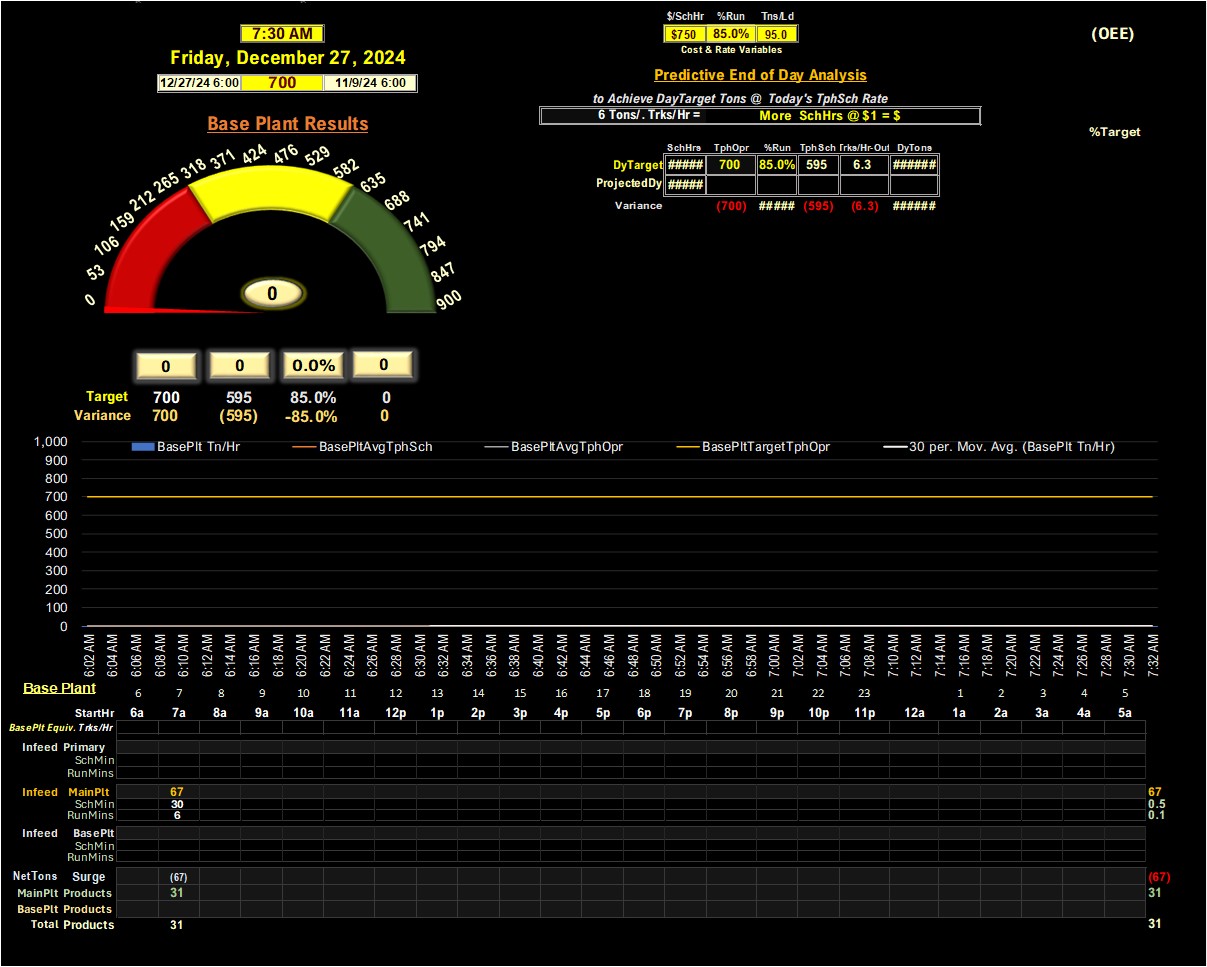 $/SchHr %Run Tns/Ld
7:30 AM $750 85.0% 95.0 (OEE)
Cost & Rate Variables
Friday, December 27, 2024
12/27/24 6:00 700 11/9/24 6:00
Predictive End of Day Analysis
to Achieve DayTarget Tons @ Today's TphSch Rate
6 Tons/. Trks/Hr = More SchHrs @ $1 = $
Base Plant Results
%Target
SchHrs TphOpr %Run TphSch Trks/Hr-Out DyTons
DyTarget ##### 700 85.0% 595 6.3 ######
ProjectedDy #####
Variance (700) ##### (595) (6.3) ######
0 53 106 159 212 265 318 371 424 476 529 582 635 688 741 794 847 900
0
0 0 0.0% 0
Target 700 595 85.0% 0
Variance 700 (595) -85.0% 0
BasePlt Tn/Hr BasePltAvgTphSch BasePltAvgTphOpr BasePltTargetTphOpr 30 per. Mov. Avg. (BasePlt Tn/Hr)
1,000
900
800
700
600
500
400
300
200
100
0
6:02 AM 6:04 AM 6:06 AM 6:08 AM 6:10 AM 6:12 AM 6:14 AM 6:16 AM 6:18 AM 6:20 AM 6:22 AM 6:24 AM 6:26 AM 6:28 AM 6:30 AM 6:32 AM 6:34 AM 6:36 AM 6:38 AM 6:40 AM 6:42 AM 6:44 AM 6:46 AM 6:48 AM 6:50 AM 6:52 AM 6:54 AM 6:56 AM 6:58 AM 7:00 AM 7:02 AM 7:04 AM 7:06 AM 7:08 AM 7:10 AM 7:12 AM 7:14 AM 7:16 AM 7:18 AM 7:20 AM 7:22 AM 7:24 AM 7:26 AM 7:28 AM 7:30 AM 7:32 AM
Base Plant 6 7 8 9 10 11 12 13 14 15 16 17 18 19 20 21 22 23 1 2 3 4 5
StartHr 6a 7a 8a 9a 10a 11a 12p 1p 2p 3p 4p 5p 6p 7p 8p 9p 10p 11p 12a 1a 2a 3a 4a 5a
BasePlt Equiv. Trks/Hr
Infeed Primary
SchMin
RunMins
Infeed MainPlt 67 67
SchMin 30 0.5
RunMins 6 0.1
Infeed BasePlt
SchMin
RunMins
NetTons Surge (67) (67)
MainPlt Products 31 31
BasePlt Products
Total Products 31 31